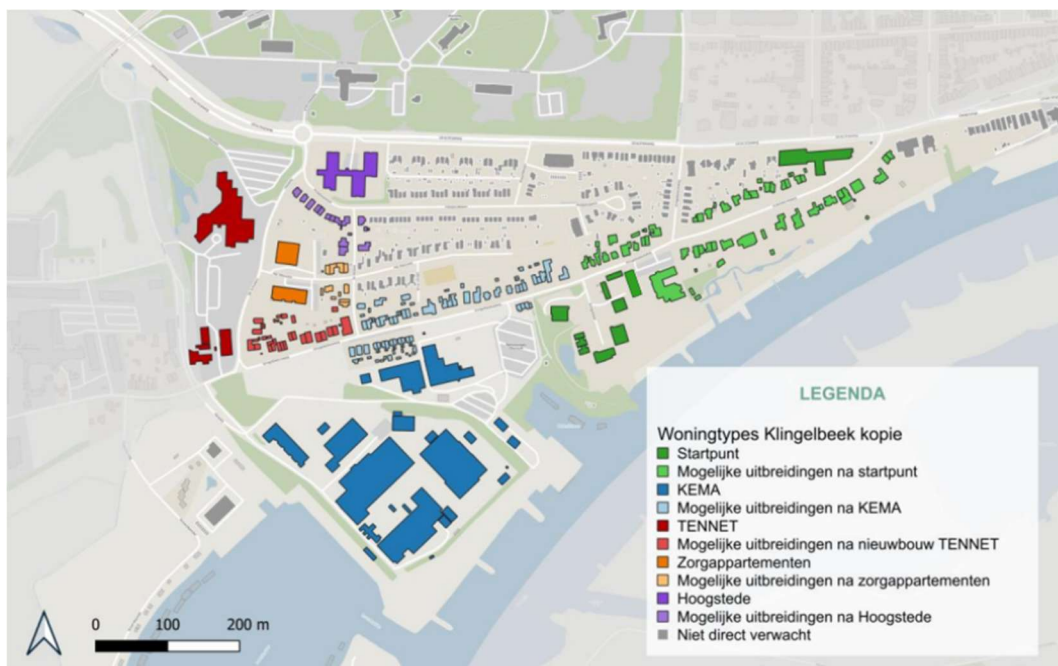 LEGENDA
Woningtypes Klingelbeek kopie
Startpunt
Mogelijke uitbreidingen na startpunt
KEMA
Mogelijke uitbreidingen na KEMA
TENNET
Mogelijke uitbreidingen na nieuwbouw TENNET
Zorgappartementen
Mogelijke uitbreidingen na zorgappartementen
Hoogstede
Mogelijke uitbreidingen na Hoogstede
Niet direct verwacht
0 100 200 m